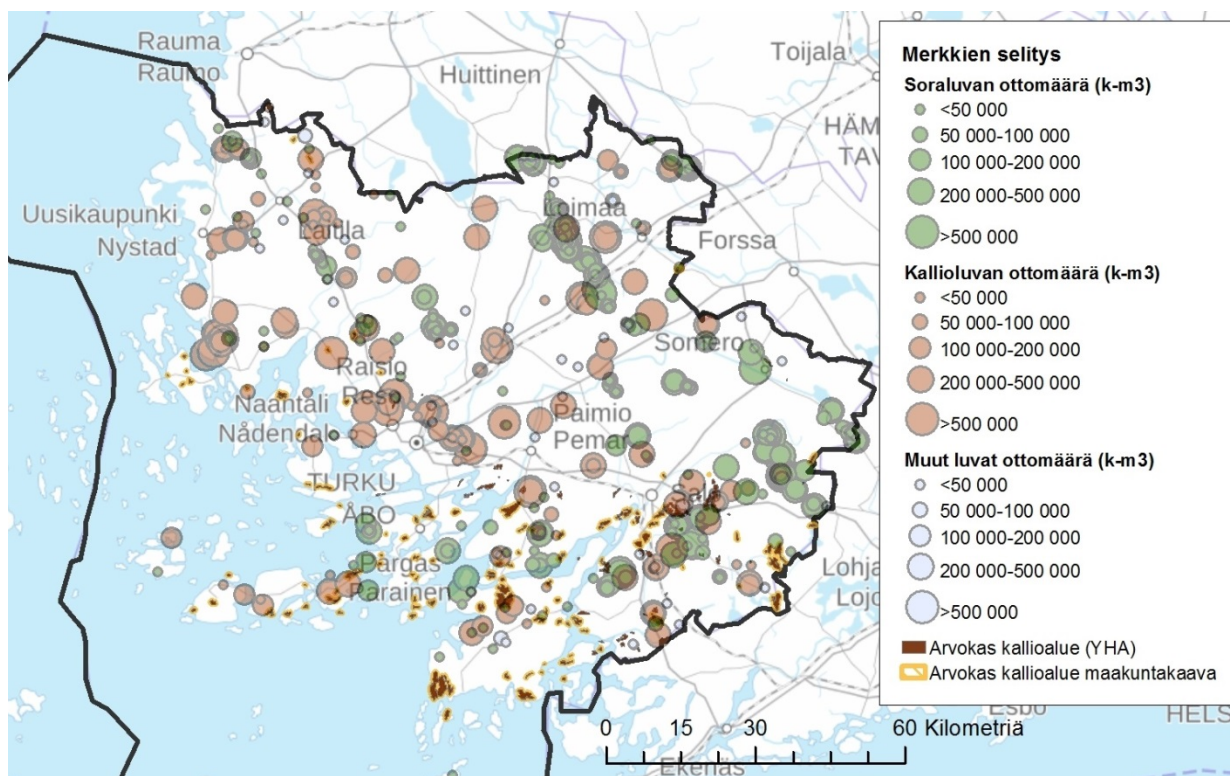 Rauma
Raumo
Huittinen
Toijala
HÄM
TAV
Uusikaupunki
Nystad
Laitila
Loimaa
Forssa
Somero
Raisio
Reso
Naantali
Nådendal
Paimio
Pemar
TURKU
ÅBO
Salo
Pargas
Parainen
Lohja
Lojo
Esbo
HELS
Ekenäs
Merkkien selitys
Soraluvan ottomäärä (k-m3)
<50 000
50 000-100 000
100 000-200 000
200 000-500 000
>500 000
Kallioluvan ottomäärä (k-m3)
<50 000
50 000-100 000
100 000-200 000
200 000-500 000
>500 000
Muut luvat ottomäärä (k-m3)
<50 000
50 000-100 000
100 000-200 000
200 000-500 000
>500 000
Arvokas kallioalue (YHA)
Arvokas kallioalue maakuntakaava
0 15 30 60 Kilometriä